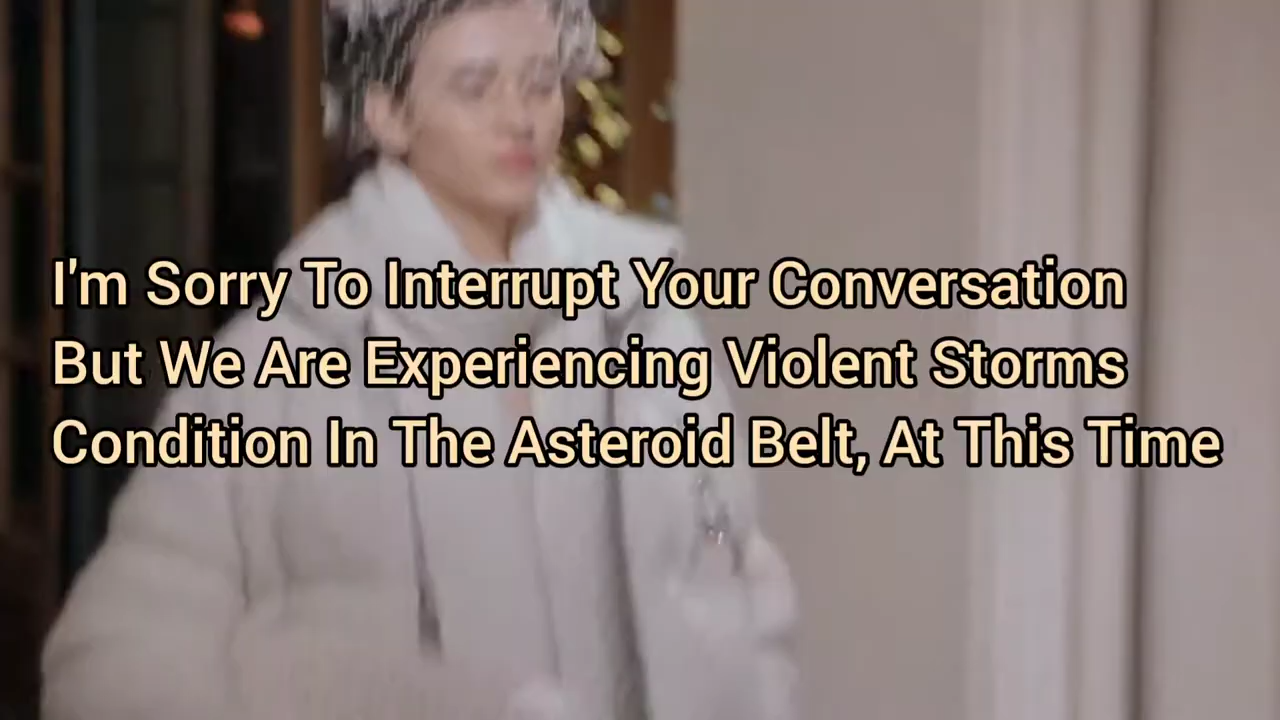 I'm Sorry To Interrupt Your Conversation
But We Are Experiencing Violent Storms
Condition In The Asteroid Belt, At This Time